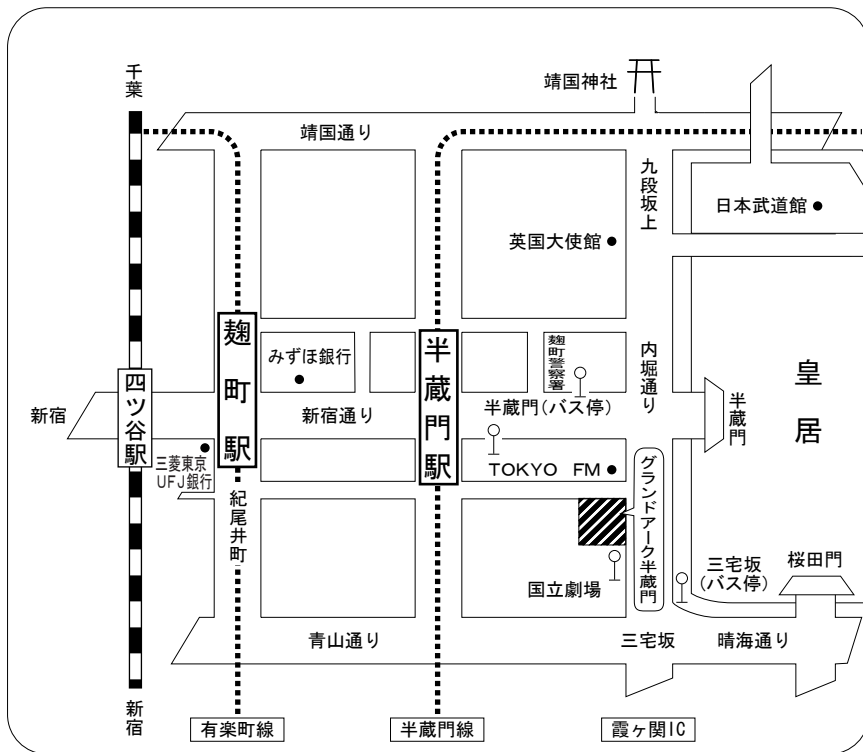 千葉
靖国神社
靖国通り
九段坂上
日本武道館
英国大使館
麹町駅
みずほ銀行
半蔵門駅
麹町警察署
内堀通り
皇居
四ツ谷駅
新宿
新宿通り
半蔵門(バス停)
半蔵門
三菱東京
UFJ銀行
TOKYO FM
グランドアーク半蔵門
紀尾井町
国立劇場
三宅坂
(バス停)
桜田門
青山通り
三宅坂
晴海通り
新宿
有楽町線
半蔵門線
霞ヶ関IC